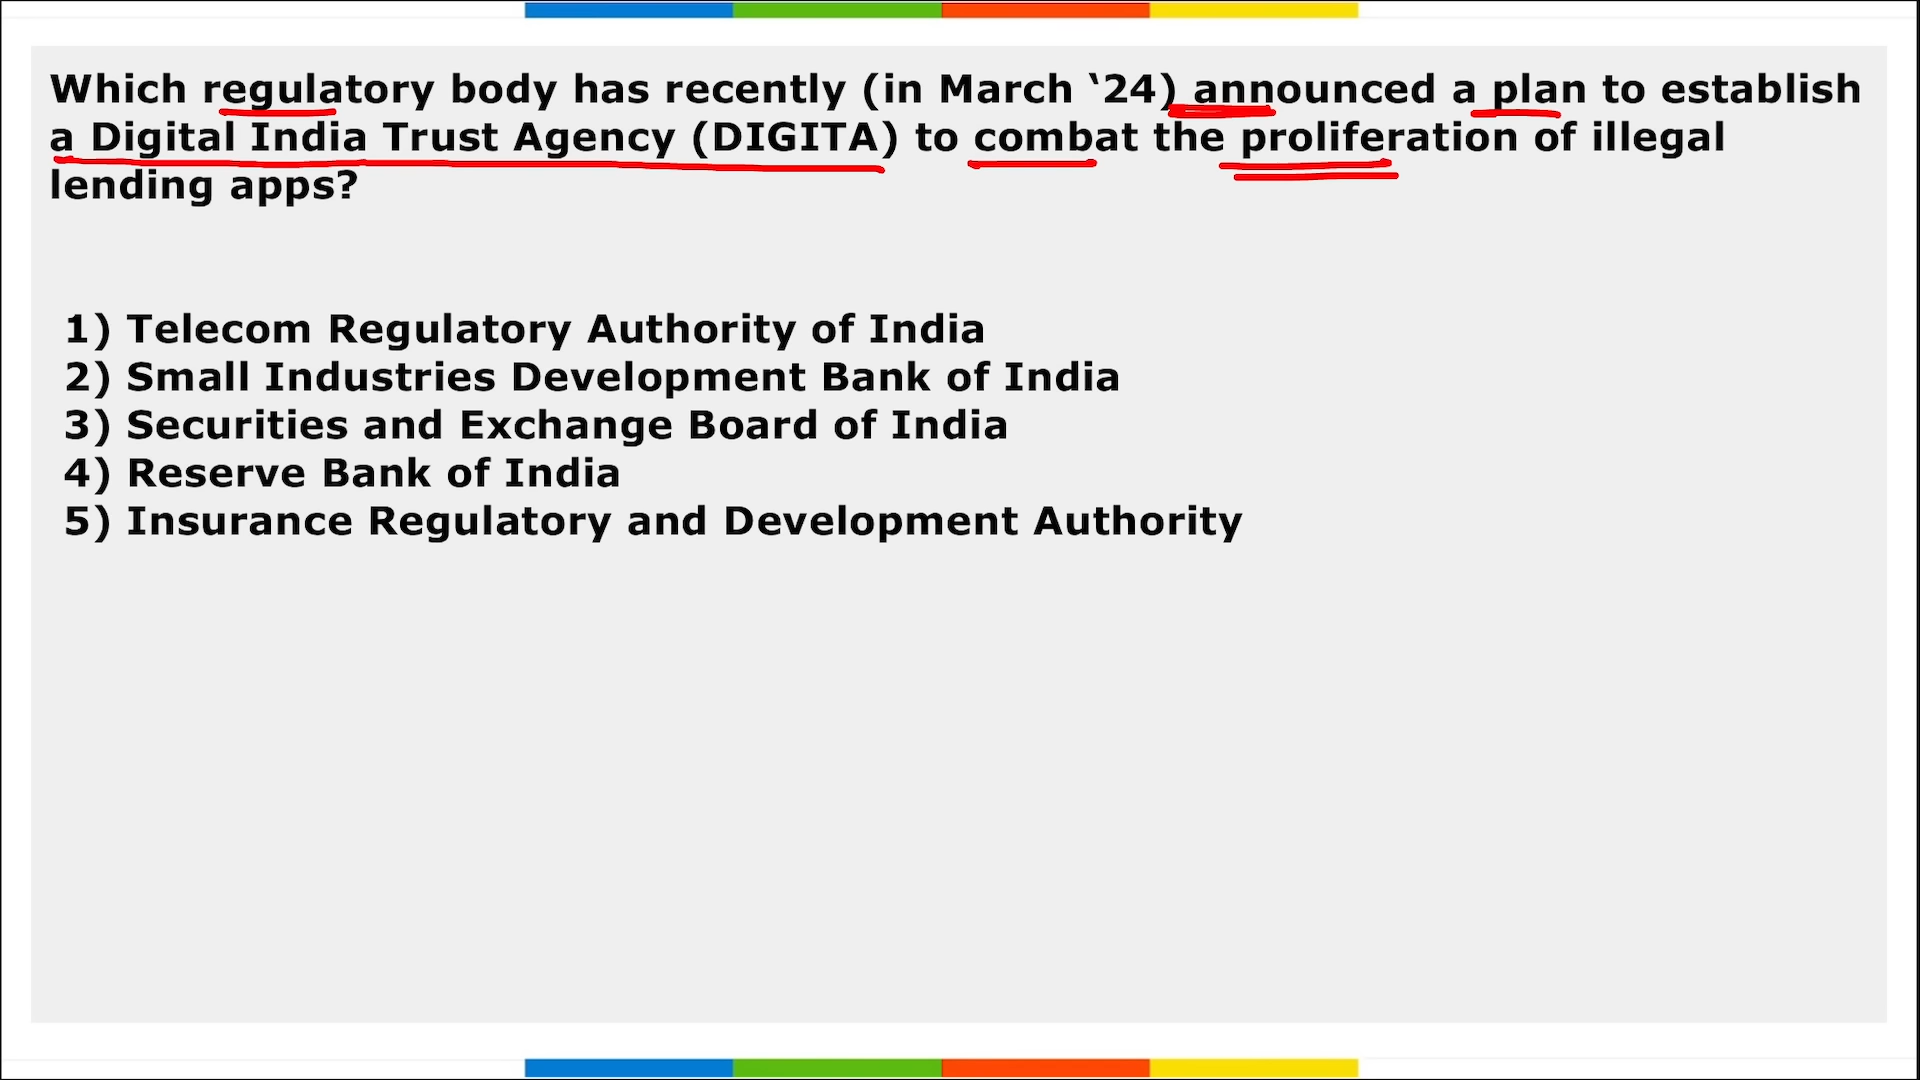 Which regulatory body has recently (in March ‘24) announced a plan to establish
a Digital India Trust Agency (DIGITA) to combat the proliferation of illegal
lending apps?
1) Telecom Regulatory Authority of India
2) Small Industries Development Bank of India
3) Securities and Exchange Board of India
4) Reserve Bank of India
5) Insurance Regulatory and Development Authority